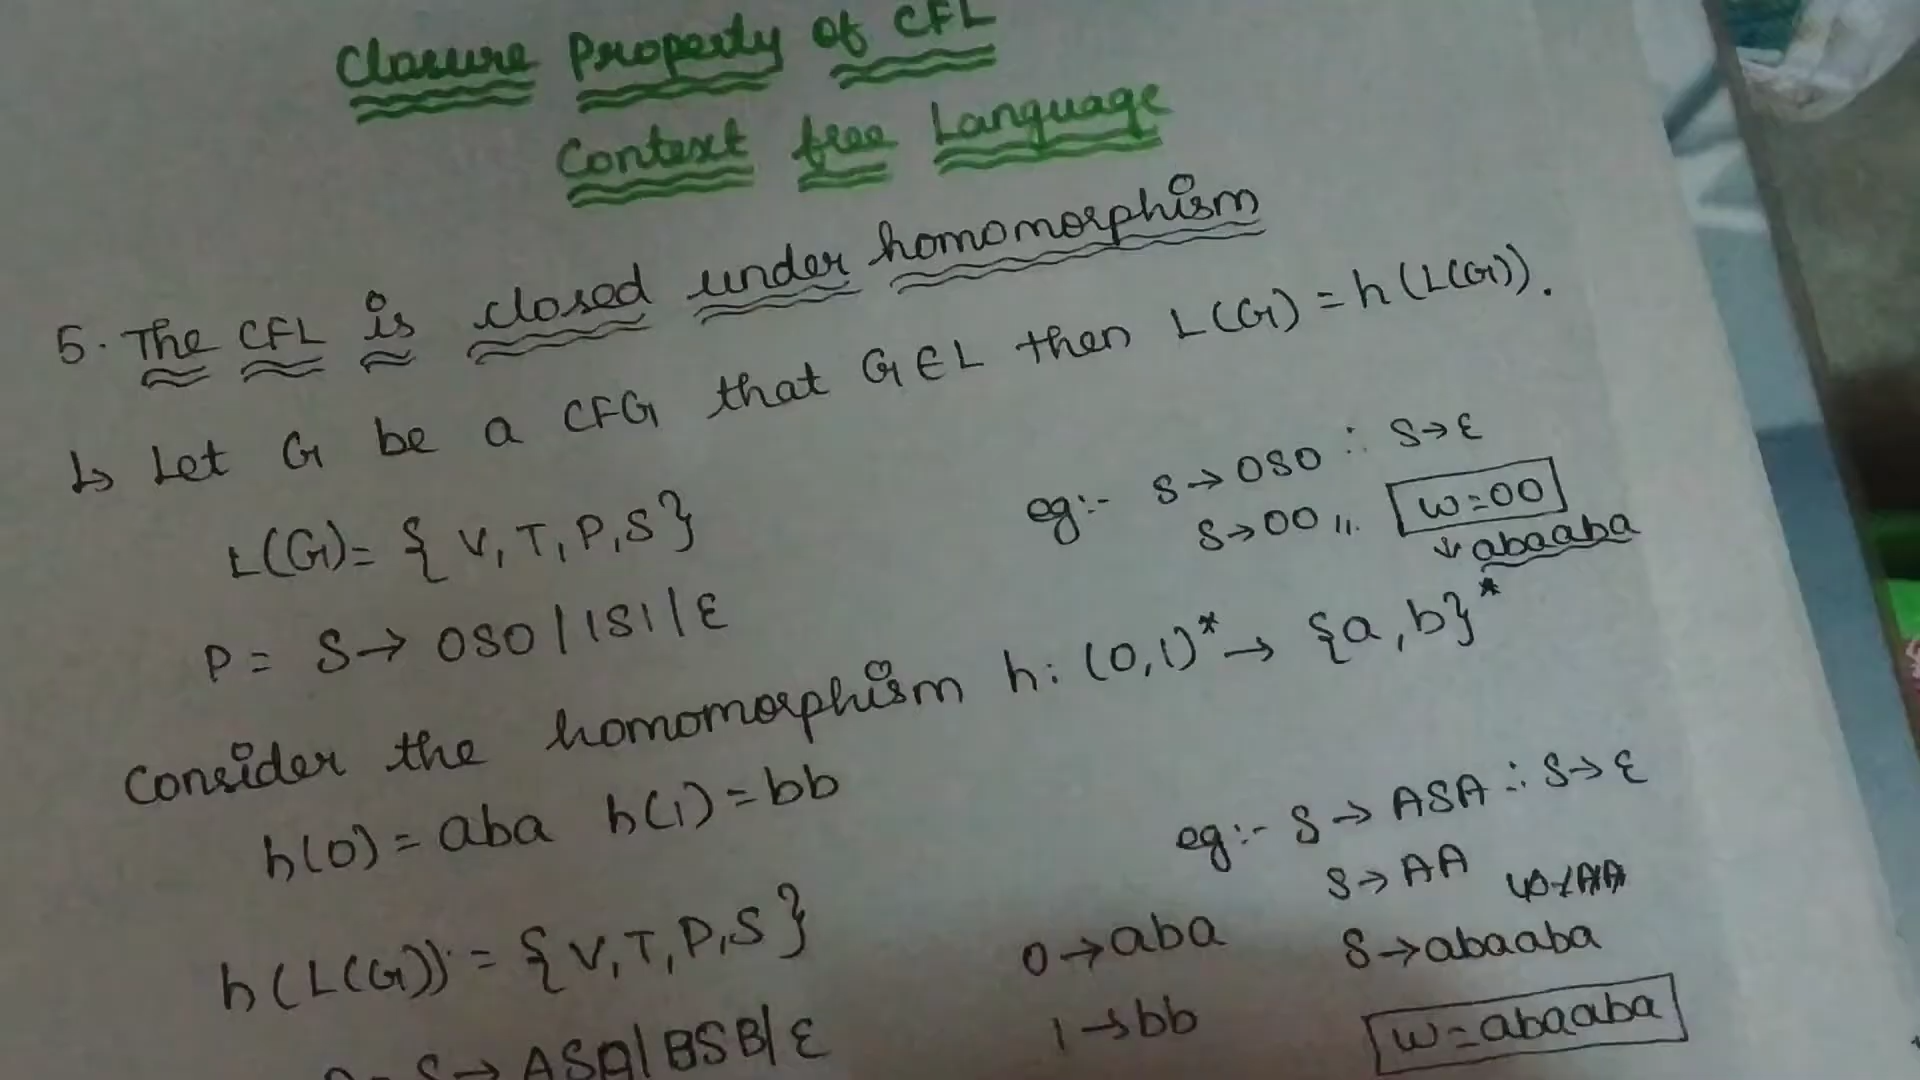 Closure Property of CFL
Context free Language
5. The CFL is closed under homomorphism
↳ Let G be a CFG that G∈L then L(G) = h(L(G)).
L(G) = { V, T, P, S }
eg:- S → 0S0 ∵ S → ε
S → 00 ,,. w = 00
↓ abaaba
P = S → 0S0 / 1S1 / ε
Consider the homomorphism h: (0,1)* → {a, b}*
h(0) = aba h(1) = bb
eg:- S → ASA ∴ S → ε
S → AA
h(L(G)) = { V, T, P, S }
0 → aba S → abaaba
1 → bb w = abaaba
P = S → ASA / BSB / ε